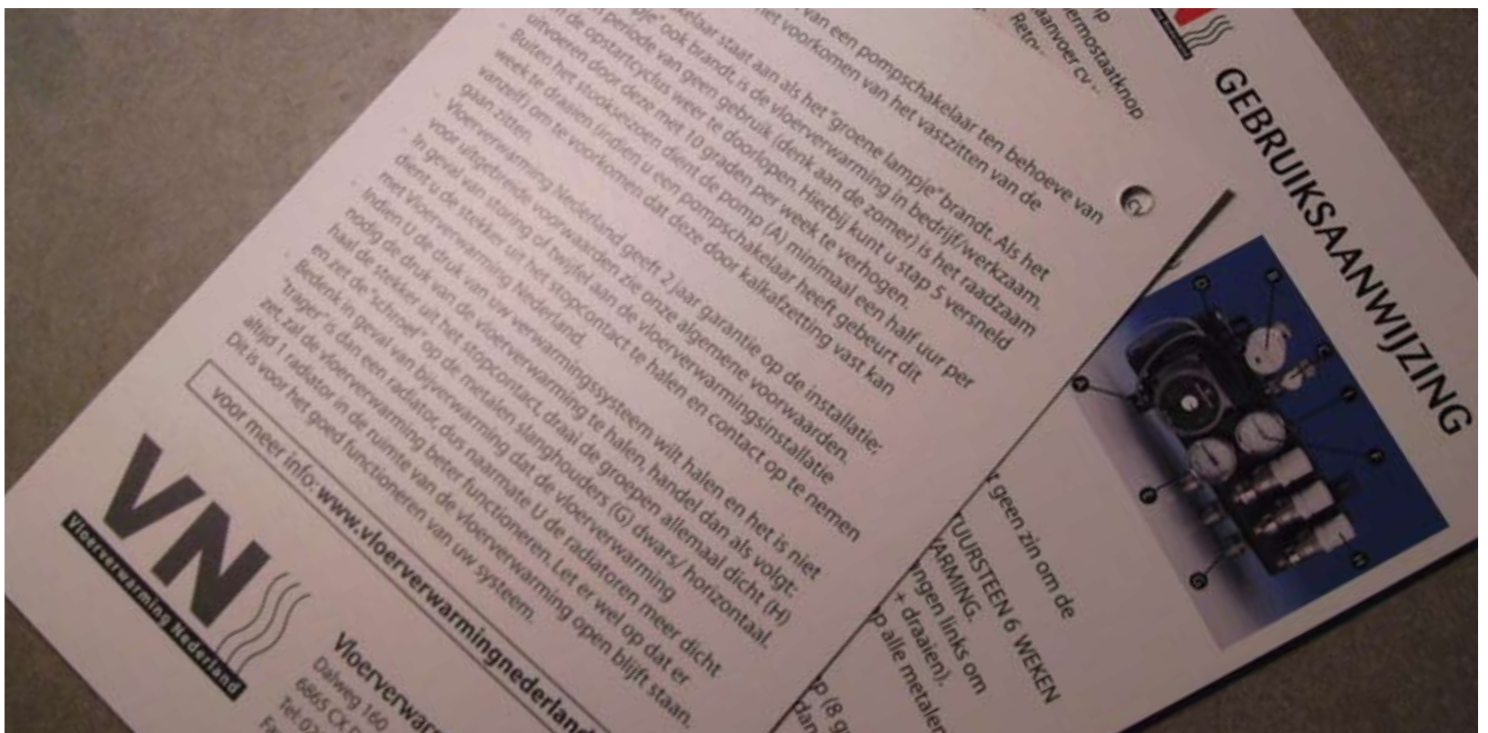 van een pompschakelaar ten behoeve van
het voorkomen van het vastzitten van de
kelaar staat aan als het "groene lampje" brandt. Als het
pje" ook brandt, is de vloerverwarming in bedrijf/werkzaam.
n periode van geen gebruik (denk aan de zomer) is het raadzaam
de opstartcyclus weer te doorlopen. Hierbij kunt u stap 5 versneld
uitvoeren door deze met 10 graden per week te verhogen.
Buiten het stookseizoen dient de pomp (A) minimaal een half uur per
week te draaien (indien u een pompschakelaar heeft gebeurt dit
vanzelf) om te voorkomen dat deze door kalkafzetting vast kan
gaan zitten.
Vloerverwarming Nederland geeft 2 jaar garantie op de installatie;
voor uitgebreide voorwaarden zie onze algemene voorwaarden.
In geval van storing of twijfel aan de vloerverwarmingsinstallatie
dient u de stekker uit het stopcontact te halen en contact op te nemen
met Vloerverwarming Nederland.
Indien U de druk van uw verwarmingssysteem wilt halen en het is niet
nodig de druk van de vloerverwarming te halen, handel dan als volgt:
haal de stekker uit het stopcontact, draai de groepen allemaal dicht (H)
en zet de "schroef" op de metalen slanghouders (G) dwars/ horizontaal.
Bedenk in geval van bijverwarming dat de vloerverwarming
"trager" is dan een radiator, dus naarmate U de radiatoren meer dicht
zet, zal de vloerverwarming beter functioneren. Let er wel op dat er
altijd 1 radiator in de ruimte van de vloerverwarming open blijft staan.
Dit is voor het goed functioneren van uw systeem.
voor meer info: www.vloerverwarmingnederland
VN
Vloerverwarming Nederland
Vloerverwar
Dalweg 160
6865 CX
Tel: 02
GEBRUIKSAANWIJZING
ermostaatknop
aanvoer cv
Reto
t geen zin om de
TUURSTEEN 6 WEKEN
ARMING.
ngen links om
+ draaien).
p alle metalen
p (8 g
dan
A
D
E
G
H